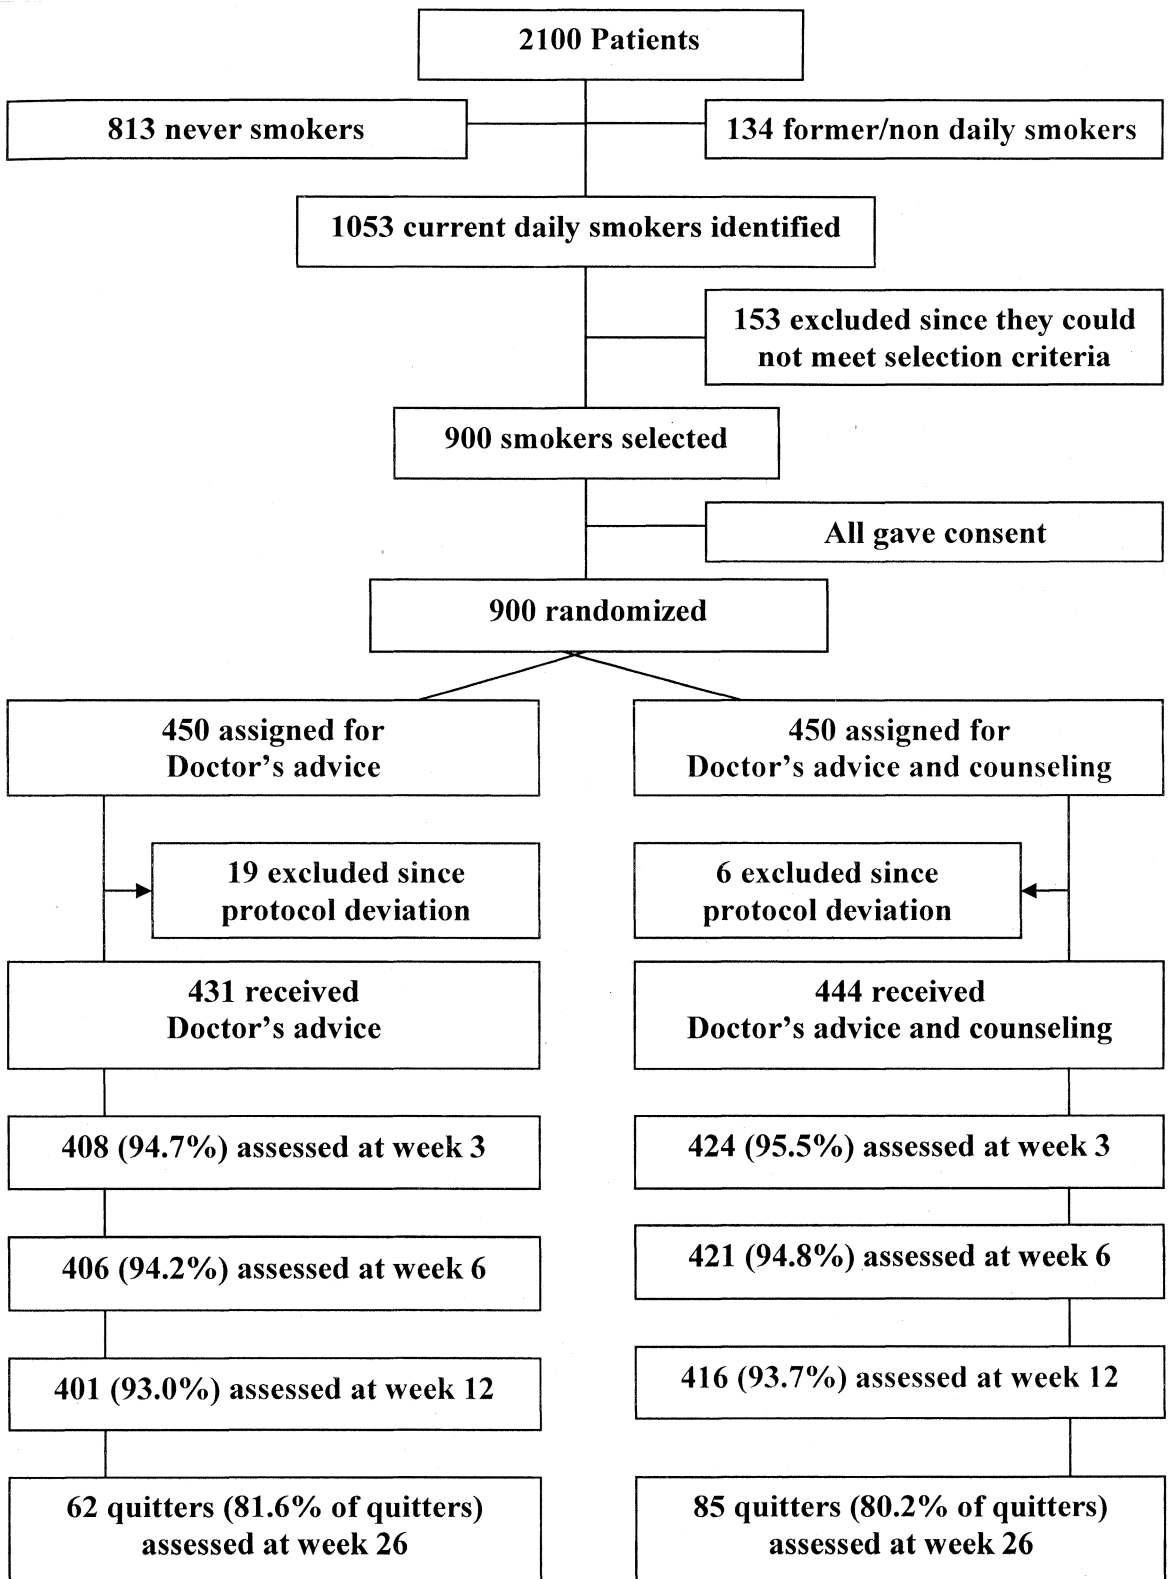 2100 Patients
813 never smokers
134 former/non daily smokers
1053 current daily smokers identified
153 excluded since they could
not meet selection criteria
900 smokers selected
All gave consent
900 randomized
450 assigned for
Doctor's advice
450 assigned for
Doctor's advice and counseling
19 excluded since
protocol deviation
6 excluded since
protocol deviation
431 received
Doctor's advice
444 received
Doctor's advice and counseling
408 (94.7%) assessed at week 3
424 (95.5%) assessed at week 3
406 (94.2%) assessed at week 6
421 (94.8%) assessed at week 6
401 (93.0%) assessed at week 12
416 (93.7%) assessed at week 12
62 quitters (81.6% of quitters)
assessed at week 26
85 quitters (80.2% of quitters)
assessed at week 26